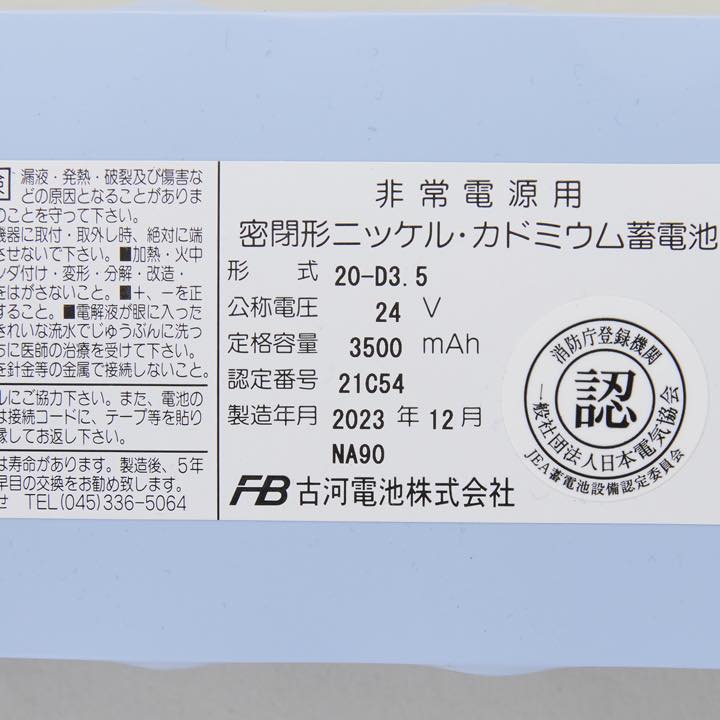 漏液・発熱・破裂及び傷害な
どの原因となることがありま
のことを守って下さい。
機器に取付・取外し時、絶対に端
させないで下さい。■加熱・火中
ンダ付け・変形・分解・改造・
をはがさないこと。■＋、－を正
すること。■電解液が眼に入った
きれいな流水でじゅうぶんに洗っ
ちに医師の治療を受けて下さい。
を針金等の金属で接続しないこと。
ルにご協力下さい。また、電池の
は接続コードに、テープ等を貼り
縁してお返し下さい。
は寿命があります。製造後、5年
早目の交換をお勧め致します。
せ TEL(045)336-5064
非常電源用
密閉形ニッケル・カドミウム蓄電池
形 式 20-D3.5
公称電圧 24 V
定格容量 3500 mAh
認定番号 21C54
製造年月 2023 年 12 月
NA90
FB 古河電池株式会社
消防庁登録機関
認
一般社団法人日本電気協会
JEA蓄電池設備認定委員会